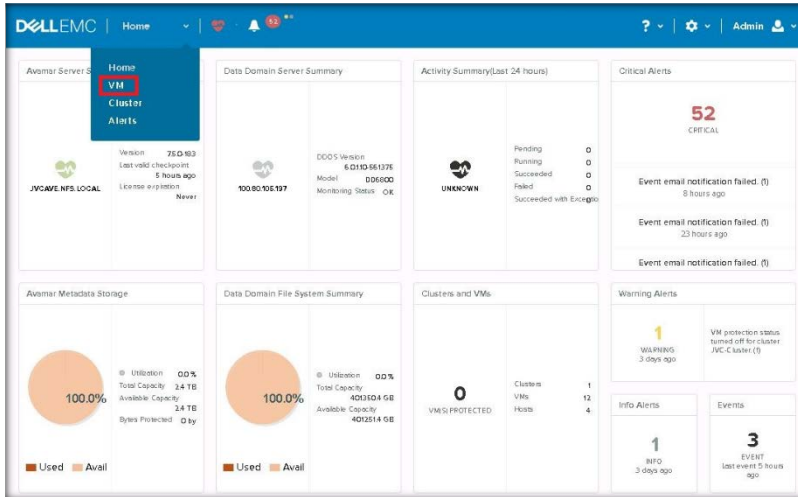 DELLEMC | Home
52
? | Admin
Home
VM
Cluster
Alerts
Avamar Server S
Version 7.5.0-183
Last valid checkpoint
5 hours ago
License expiration
Never
JVCAVE.NFS.LOCAL
Data Domain Server Summary
DDOS Version
6.0.1.10-561375
Model DD6800
Monitoring Status OK
100.80.105.197
Activity Summary(Last 24 hours)
UNKNOWN
Pending 0
Running 0
Succeeded 0
Failed 0
Succeeded with Exceptio 0
Critical Alerts
52
CRITICAL
Event email notification failed. (1)
8 hours ago
Event email notification failed. (1)
23 hours ago
Event email notification failed. (1)
Avamar Metadata Storage
100.0%
Utilization 0.0 %
Total Capacity 2.4 TB
Available Capacity
2.4 TB
Bytes Protected 0 by
Used Avail
Data Domain File System Summary
100.0%
Utilization 0.0 %
Total Capacity
401350.4 GB
Available Capacity
401251.4 GB
Used Avail
Clusters and VMs
0
VM(S) PROTECTED
Clusters 1
VMs 12
Hosts 4
Warning Alerts
1
WARNING
3 days ago
VM protection status
turned off for cluster
JVC-Cluster.(1)
Info Alerts
1
INFO
3 days ago
Events
3
EVENT
Last event 5 hours
ago